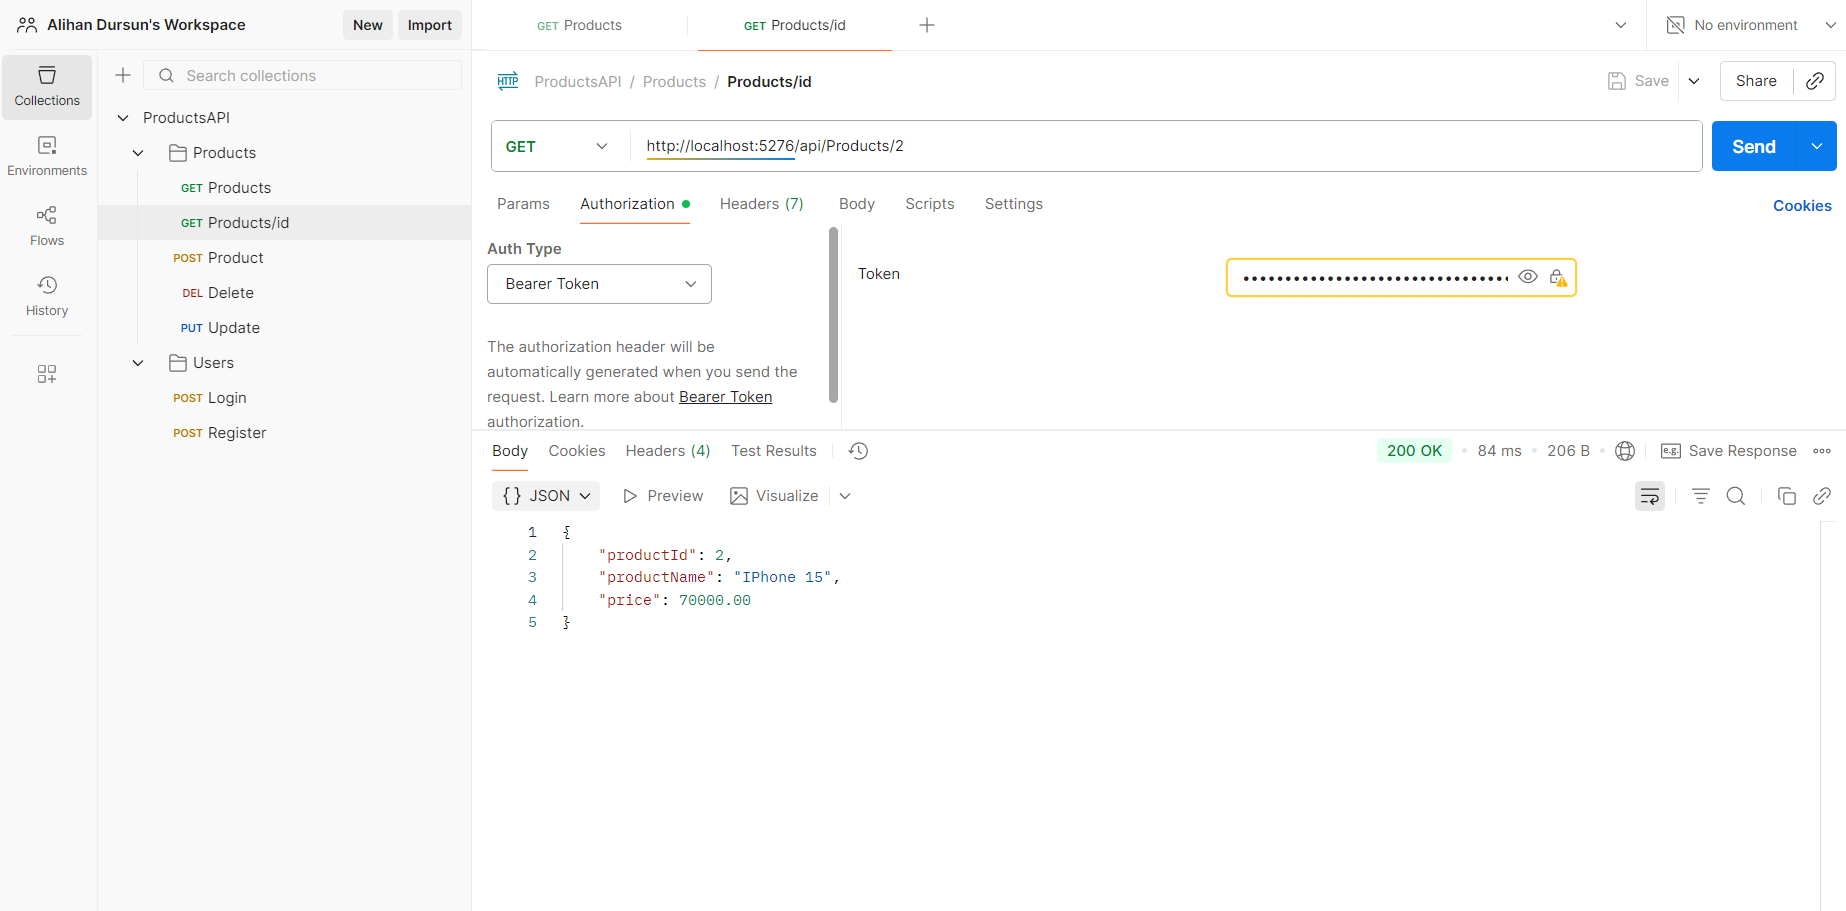 Alihan Dursun's Workspace
New
Import
GET Products
GET Products/id
No environment
Collections
Environments
Flows
History
Search collections
ProductsAPI
Products
GET Products
GET Products/id
POST Product
DEL Delete
PUT Update
Users
POST Login
POST Register
HTTP
ProductsAPI / Products / Products/id
Save
Share
GET
http://localhost:5276/api/Products/2
Send
Params
Authorization
Headers (7)
Body
Scripts
Settings
Cookies
Auth Type
Bearer Token
The authorization header will be
automatically generated when you send the
request. Learn more about Bearer Token
authorization.
Token
Body
Cookies
Headers (4)
Test Results
200 OK
84 ms
206 B
e.g.
Save Response
{} JSON
Preview
Visualize
1 {
2 "productId": 2,
3 "productName": "IPhone 15",
4 "price": 70000.00
5 }